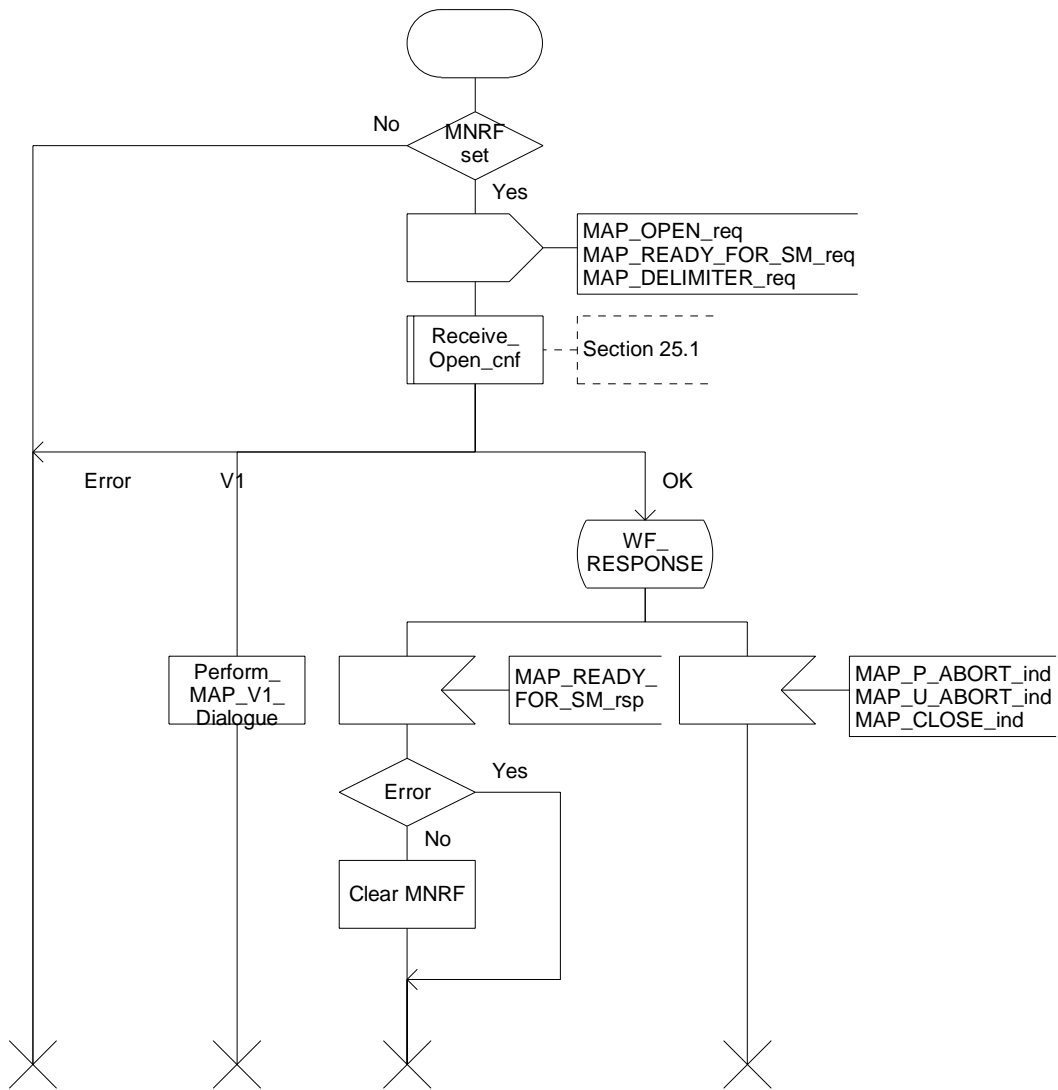 No
MNRF
set
Yes
MAP_OPEN_req
MAP_READY_FOR_SM_req
MAP_DELIMITER_req
Receive_
Open_cnf
Section 25.1
Error
V1
OK
WF_
RESPONSE
Perform_
MAP_V1_
Dialogue
MAP_READY_
FOR_SM_rsp
MAP_P_ABORT_ind
MAP_U_ABORT_ind
MAP_CLOSE_ind
Error
Yes
No
Clear MNRF